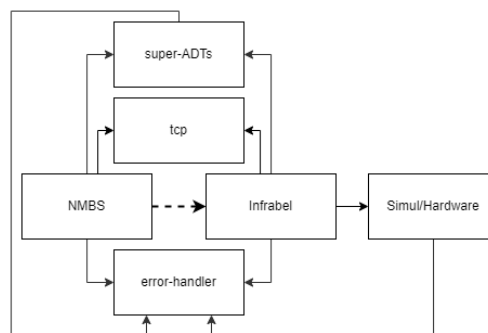 super-ADTs
tcp
NMBS
Infrabel
Simul/Hardware
error-handler